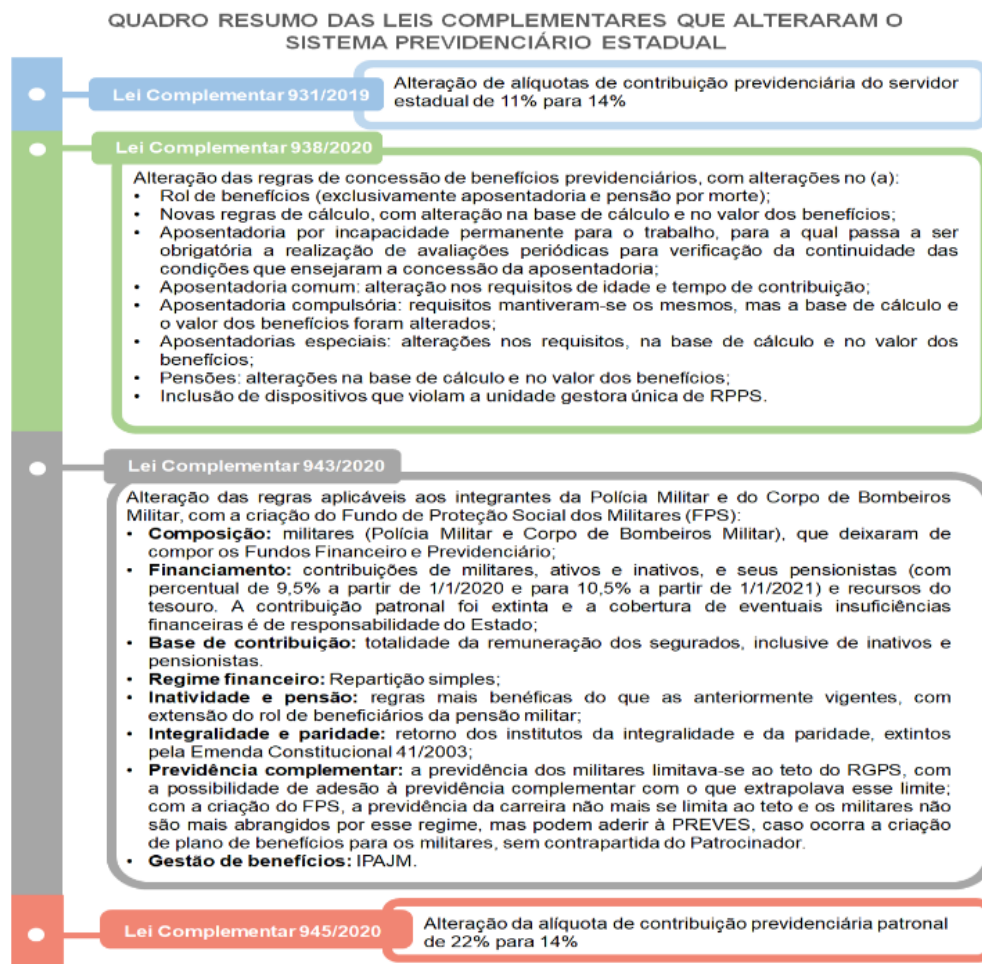 QUADRO RESUMO DAS LEIS COMPLEMENTARES QUE ALTERARAM O
SISTEMA PREVIDENCIÁRIO ESTADUAL
Lei Complementar 931/2019
Alteração de alíquotas de contribuição previdenciária do servidor
estadual de 11% para 14%
Lei Complementar 938/2020
Alteração das regras de concessão de benefícios previdenciários, com alterações no (a):
• Rol de benefícios (exclusivamente aposentadoria e pensão por morte);
• Novas regras de cálculo, com alteração na base de cálculo e no valor dos benefícios;
• Aposentadoria por incapacidade permanente para o trabalho, para a qual passa a ser
obrigatória a realização de avaliações periódicas para verificação da continuidade das
condições que ensejaram a concessão da aposentadoria;
• Aposentadoria comum: alteração nos requisitos de idade e tempo de contribuição;
• Aposentadoria compulsória: requisitos mantiveram-se os mesmos, mas a base de cálculo e
o valor dos benefícios foram alterados;
• Aposentadorias especiais: alterações nos requisitos, na base de cálculo e no valor dos
benefícios;
• Pensões: alterações na base de cálculo e no valor dos benefícios;
• Inclusão de dispositivos que violam a unidade gestora única de RPPS.
Lei Complementar 943/2020
Alteração das regras aplicáveis aos integrantes da Polícia Militar e do Corpo de Bombeiros
Militar, com a criação do Fundo de Proteção Social dos Militares (FPS):
• Composição: militares (Polícia Militar e Corpo de Bombeiros Militar), que deixaram de
compor os Fundos Financeiro e Previdenciário;
• Financiamento: contribuições de militares, ativos e inativos, e seus pensionistas (com
percentual de 9,5% a partir de 1/1/2020 e para 10,5% a partir de 1/1/2021) e recursos do
tesouro. A contribuição patronal foi extinta e a cobertura de eventuais insuficiências
financeiras é de responsabilidade do Estado;
• Base de contribuição: totalidade da remuneração dos segurados, inclusive de inativos e
pensionistas.
• Regime financeiro: Repartição simples;
• Inatividade e pensão: regras mais benéficas do que as anteriormente vigentes, com
extensão do rol de beneficiários da pensão militar;
• Integralidade e paridade: retorno dos institutos da integralidade e da paridade, extintos
pela Emenda Constitucional 41/2003;
• Previdência complementar: a previdência dos militares limitava-se ao teto do RGPS, com
a possibilidade de adesão à previdência complementar com o que extrapolava esse limite;
com a criação do FPS, a previdência da carreira não mais se limita ao teto e os militares não
são mais abrangidos por esse regime, mas podem aderir à PREVES, caso ocorra a criação
de plano de benefícios para os militares, sem contrapartida do Patrocinador.
• Gestão de benefícios: IPAJM.
Lei Complementar 945/2020
Alteração da alíquota de contribuição previdenciária patronal
de 22% para 14%